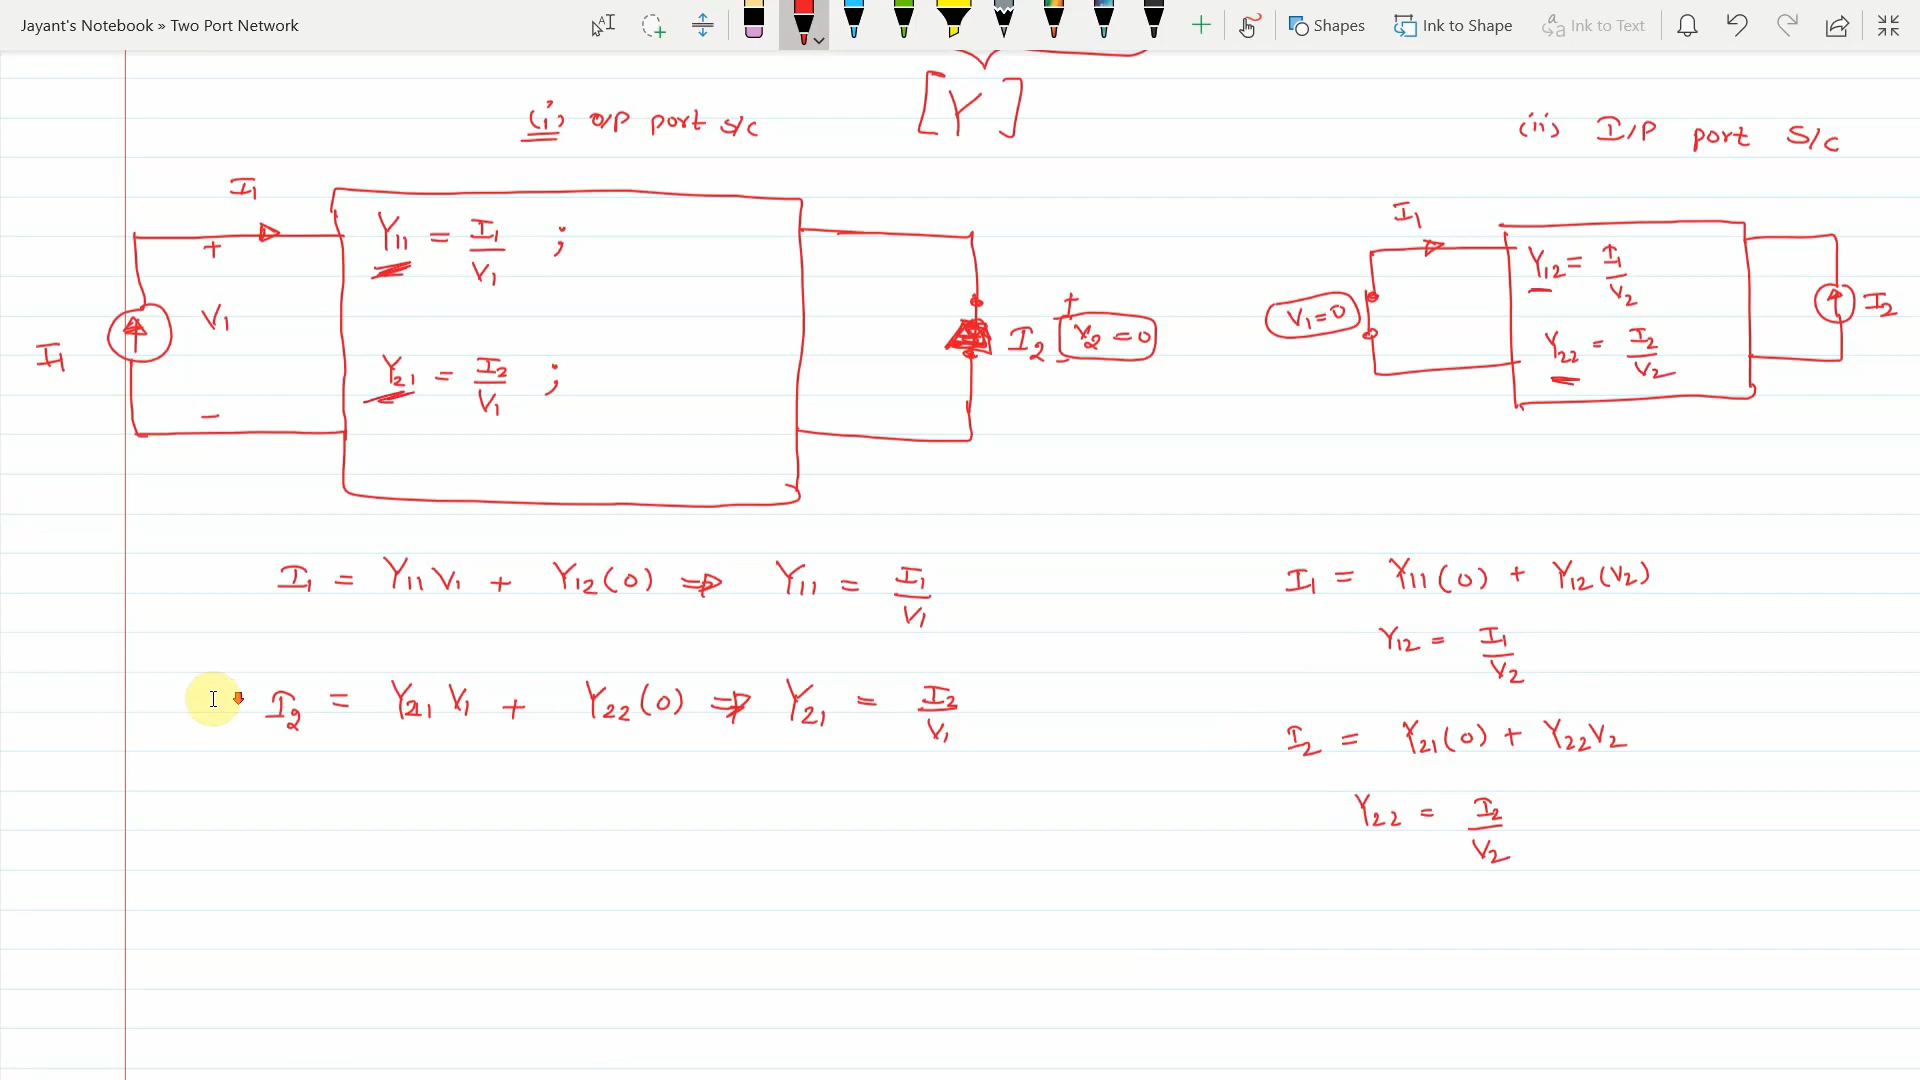 Jayant's Notebook » Two Port Network
Shapes
Ink to Shape
Ink to Text
[Y]
(i) O/P port S/C
(ii) I/P port S/C
I1
Y11 = I1/V1 ;
+
V1
-
I1
Y21 = I2/V1 ;
I2
+
V2 = 0
-
I1
V1 = 0
Y12 = I1/V2
Y22 = I2/V2
I2
I1 = Y11 V1 + Y12(0) ⇒ Y11 = I1/V1
I2 = Y21 V1 + Y22(0) ⇒ Y21 = I2/V1
I1 = Y11(0) + Y12(V2)
Y12 = I1/V2
I2 = Y21(0) + Y22V2
Y22 = I2/V2